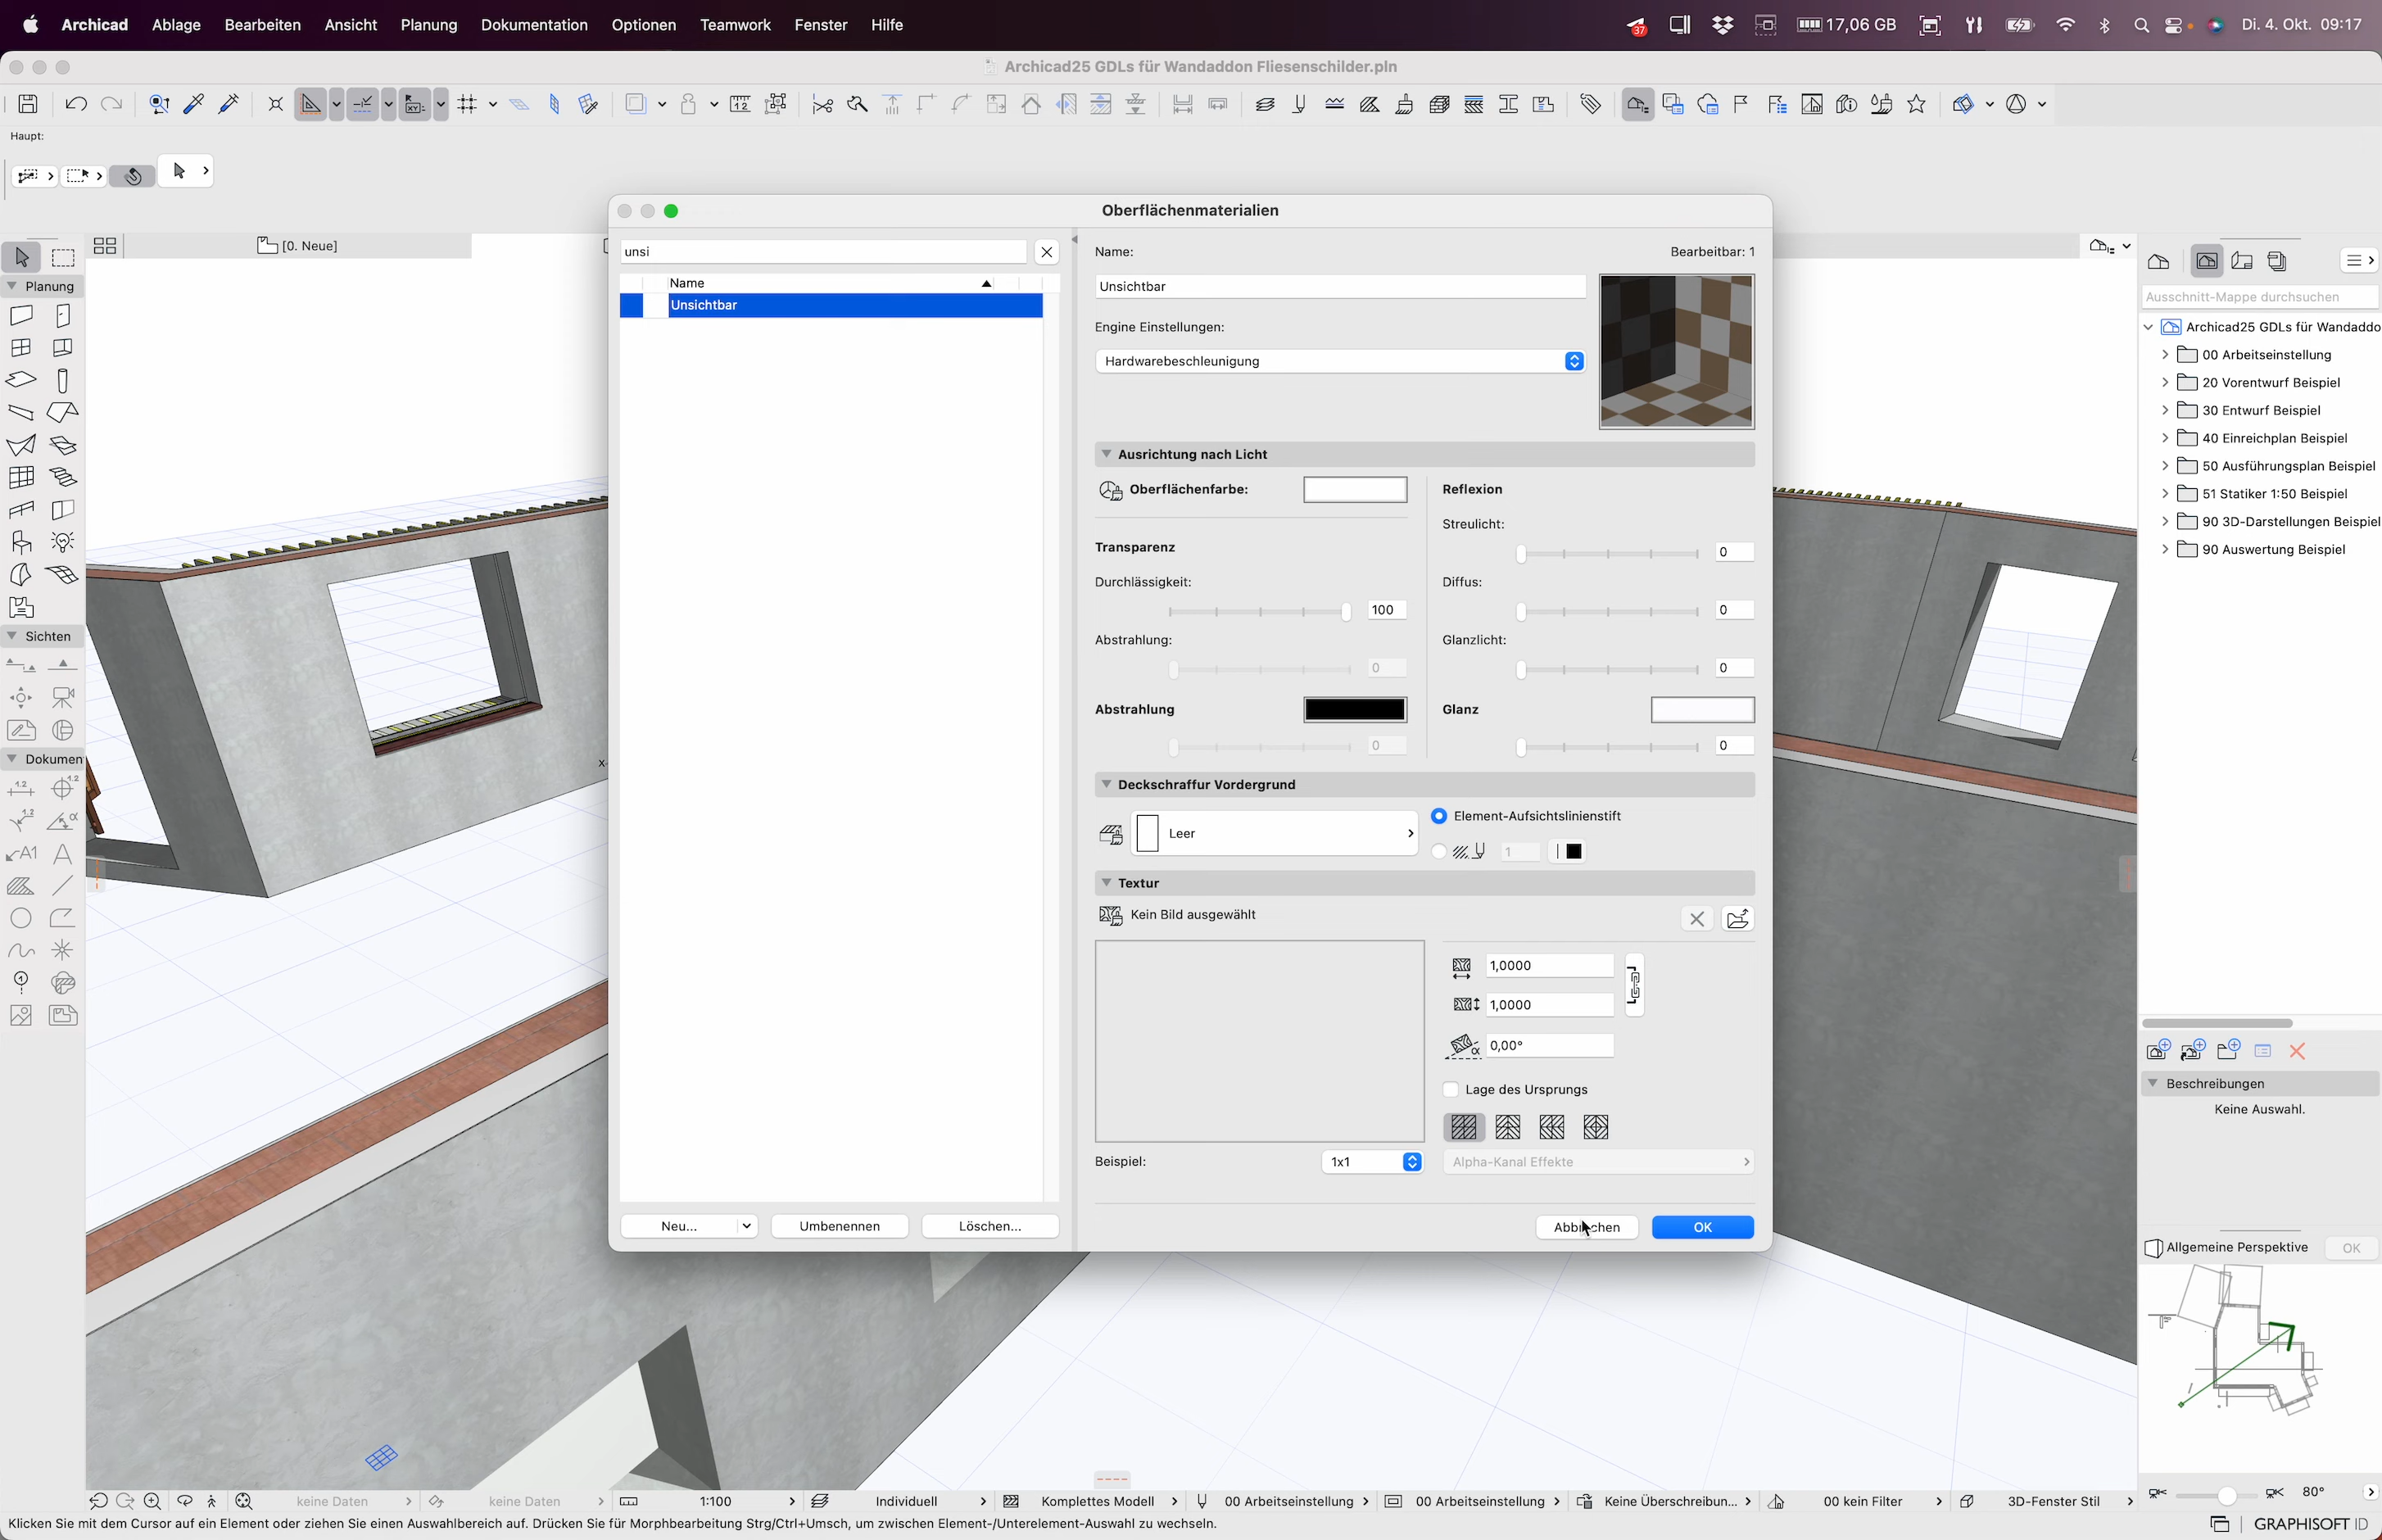 Archicad Ablage Bearbeiten Ansicht Planung Dokumentation Optionen Teamwork Fenster Hilfe 37 17,06 GB Di. 4. Okt. 09:17
Archicad25 GDLs für Wandaddon Fliesenschilder.pln
Haupt:
Oberflächenmaterialien
[0. Neue]
unsi
Name
Unsichtbar
Name:
Bearbeitbar: 1
Unsichtbar
Engine Einstellungen:
Hardwarebeschleunigung
Ausrichtung nach Licht
Oberflächenfarbe:
Reflexion
Streulicht:
0
Transparenz
Durchlässigkeit:
100
Diffus:
0
Abstrahlung:
0
Glanzlicht:
0
Abstrahlung
0
Glanz
0
Deckschraffur Vordergrund
Leer
Element-Aufsichtslinienstift
1
Textur
Kein Bild ausgewählt
1,0000
1,0000
α 0,00°
Lage des Ursprungs
Beispiel:
1x1
Alpha-Kanal Effekte
Neu...
Umbenennen
Löschen...
OK
Planung
Sichten
Dokumen
1.2
1.2
1.2
α
A1
A
1
X
Ausschnitt-Mappe durchsuchen
Archicad25 GDLs für Wandaddo
00 Arbeitseinstellung
20 Vorentwurf Beispiel
30 Entwurf Beispiel
40 Einreichplan Beispiel
50 Ausführungsplan Beispiel
51 Statiker 1:50 Beispiel
90 3D-Darstellungen Beispiel
90 Auswertung Beispiel
Beschreibungen
Keine Auswahl.
Allgemeine Perspektive
OK
80°
keine Daten
keine Daten
1:100
Individuell
Komplettes Modell
00 Arbeitseinstellung
00 Arbeitseinstellung
Keine Überschreibun...
00 kein Filter
3D-Fenster Stil
Klicken Sie mit dem Cursor auf ein Element oder ziehen Sie einen Auswahlbereich auf. Drücken Sie für Morphbearbeitung Strg/Ctrl+Umsch, um zwischen Element-/Unterelement-Auswahl zu wechseln.
GRAPHISOFT ID